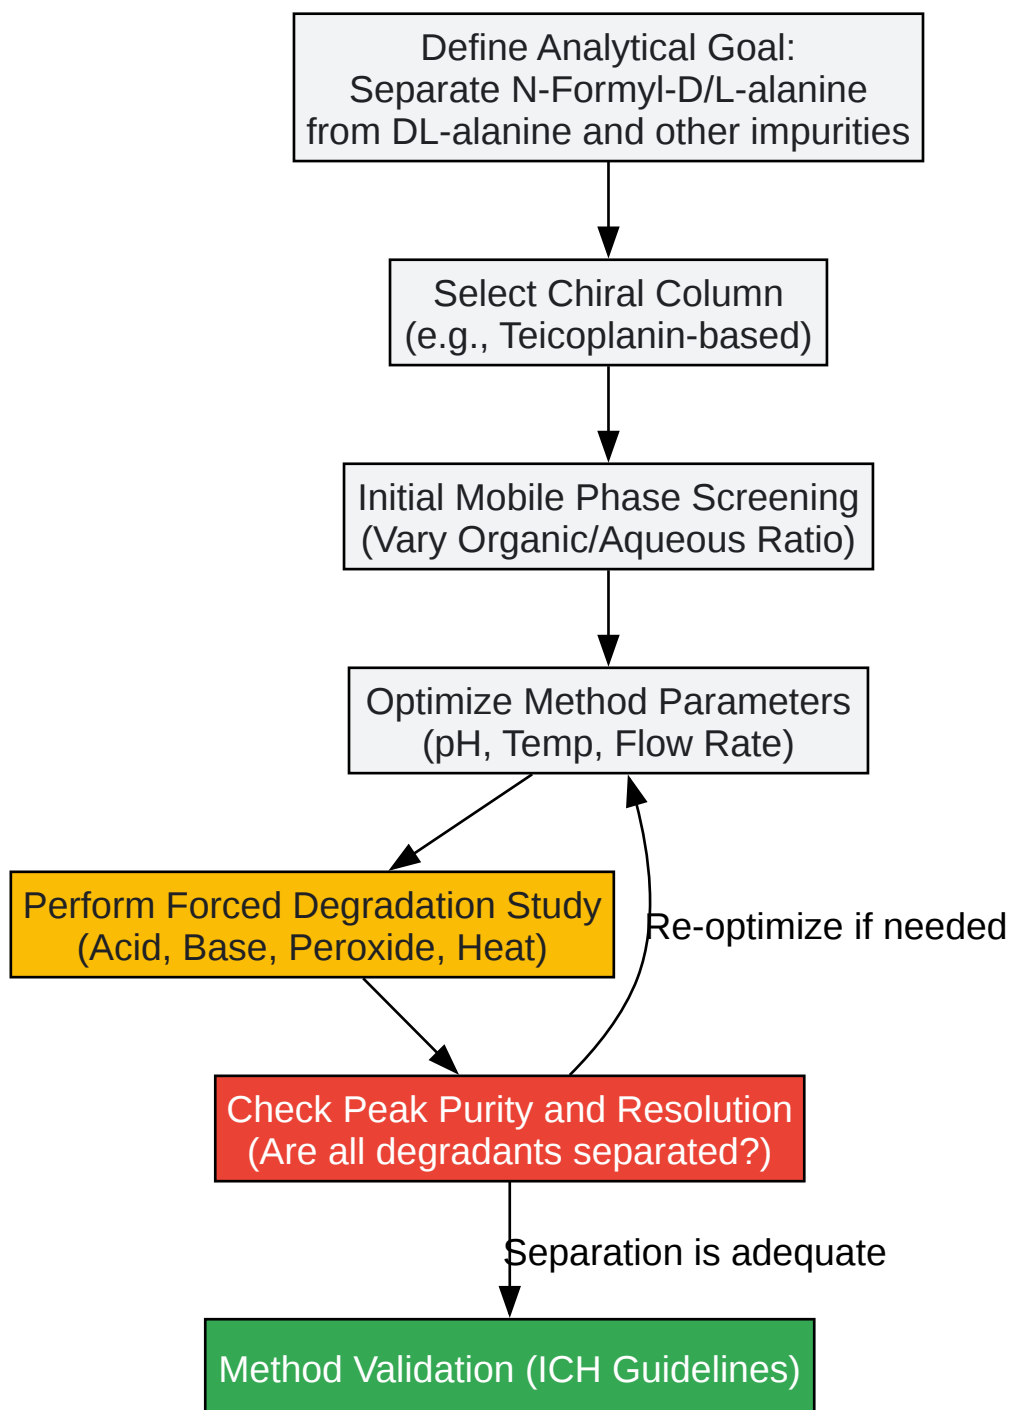 Define Analytical Goal:
Separate N-Formyl-D/L-alanine
from DL-alanine and other impurities
Select Chiral Column
(e.g., Teicoplanin-based)
Initial Mobile Phase Screening
(Vary Organic/Aqueous Ratio)
Optimize Method Parameters
(pH, Temp, Flow Rate)
Perform Forced Degradation Study
(Acid, Base, Peroxide, Heat)
Re-optimize if needed
Check Peak Purity and Resolution
(Are all degradants separated?)
Separation is adequate
Method Validation (ICH Guidelines)